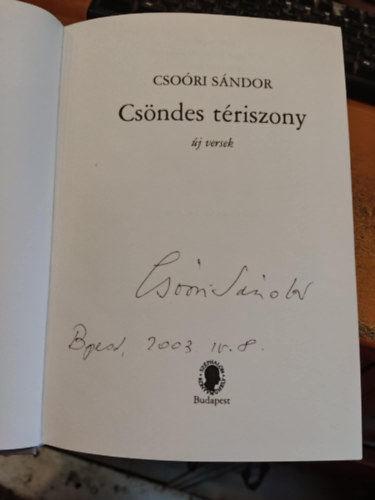 CSOÓRI SÁNDOR
Csöndes tériszony
új versek
Csoóri Sándor
Bpest, 2003 IV. 8.
Budapest